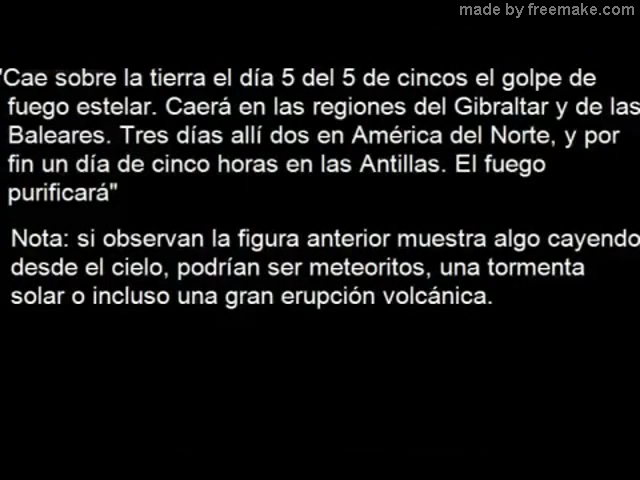 made by freemake.com
"Cae sobre la tierra el día 5 del 5 de cincos el golpe de
fuego estelar. Caerá en las regiones del Gibraltar y de las
Baleares. Tres días allí dos en América del Norte, y por
fin un día de cinco horas en las Antillas. El fuego
purificará"
Nota: si observan la figura anterior muestra algo cayendo
desde el cielo, podrían ser meteoritos, una tormenta
solar o incluso una gran erupción volcánica.